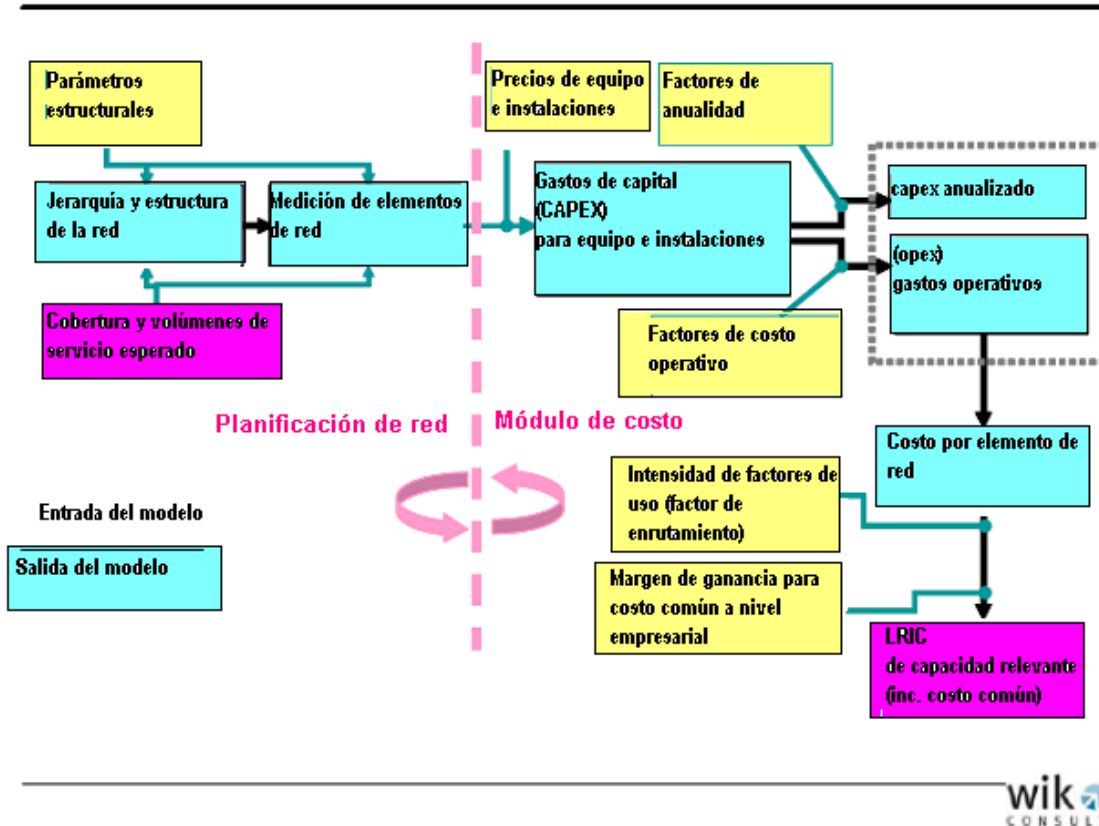 Parámetros
estructurales
Precios de equipo
e instalaciones
Factores de
anualidad
Jerarquía y estructura
de la red
Medición de elementos
de red
Gastos de capital
(CAPEX)
para equipo e instalaciones
capex anualizado
(opex)
gastos operativos
Cobertura y volúmenes de
servicio esperado
Factores de costo
operativo
Planificación de red
Módulo de costo
Costo por elemento de
red
Intensidad de factores de
uso (factor de
enrutamiento)
Entrada del modelo
Salida del modelo
Margen de ganancia para
costo común a nivel
empresarial
LRIC
de capacidad relevante
(inc. costo común)
wik
CONSULT